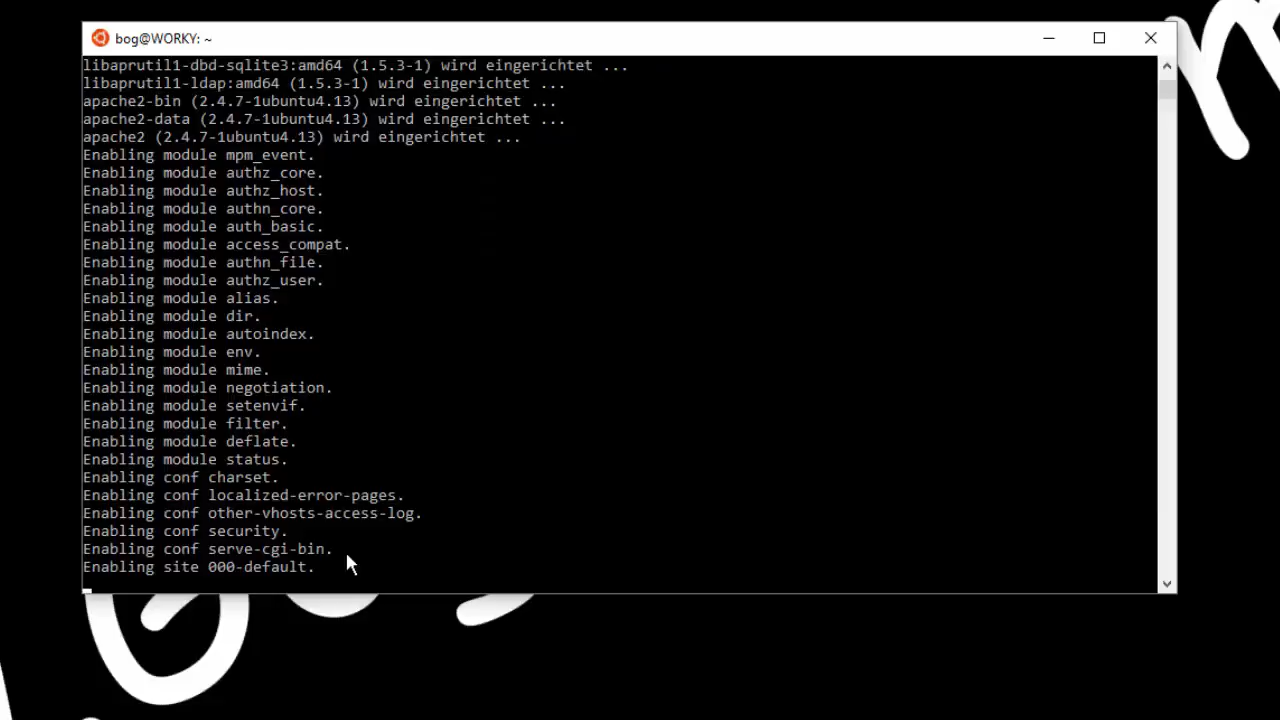 bog@WORKY: ~
libaprutil1-dbd-sqlite3:amd64 (1.5.3-1) wird eingerichtet ...
libaprutil1-ldap:amd64 (1.5.3-1) wird eingerichtet ...
apache2-bin (2.4.7-1ubuntu4.13) wird eingerichtet ...
apache2-data (2.4.7-1ubuntu4.13) wird eingerichtet ...
apache2 (2.4.7-1ubuntu4.13) wird eingerichtet ...
Enabling module mpm_event.
Enabling module authz_core.
Enabling module authz_host.
Enabling module authn_core.
Enabling module auth_basic.
Enabling module access_compat.
Enabling module authn_file.
Enabling module authz_user.
Enabling module alias.
Enabling module dir.
Enabling module autoindex.
Enabling module env.
Enabling module mime.
Enabling module negotiation.
Enabling module setenvif.
Enabling module filter.
Enabling module deflate.
Enabling module status.
Enabling conf charset.
Enabling conf localized-error-pages.
Enabling conf other-vhosts-access-log.
Enabling conf security.
Enabling conf serve-cgi-bin.
Enabling site 000-default.